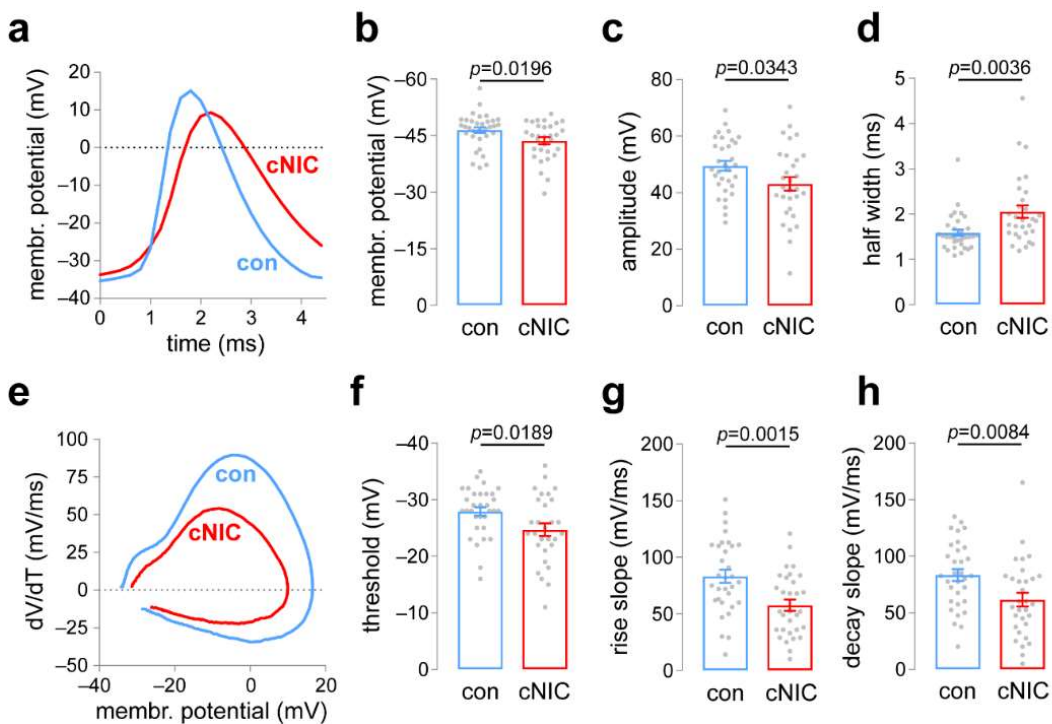 a
membr. potential (mV)
20
10
0
–10
–20
–30
–40
cNIC
con
0
1
2
3
4
time (ms)
b
p=0.0196
membr. potential (mV)
–60
–45
–30
–15
0
con
cNIC
c
p=0.0343
amplitude (mV)
80
60
40
20
0
con
cNIC
d
p=0.0036
half width (ms)
5
4
3
2
1
0
con
cNIC
e
dV/dT (mV/ms)
100
75
50
25
0
–25
–50
con
cNIC
–40
–20
0
20
membr. potential (mV)
f
p=0.0189
threshold (mV)
–40
–30
–20
–10
0
con
cNIC
g
p=0.0015
rise slope (mV/ms)
200
150
100
50
0
con
cNIC
h
p=0.0084
decay slope (mV/ms)
200
150
100
50
0
con
cNIC